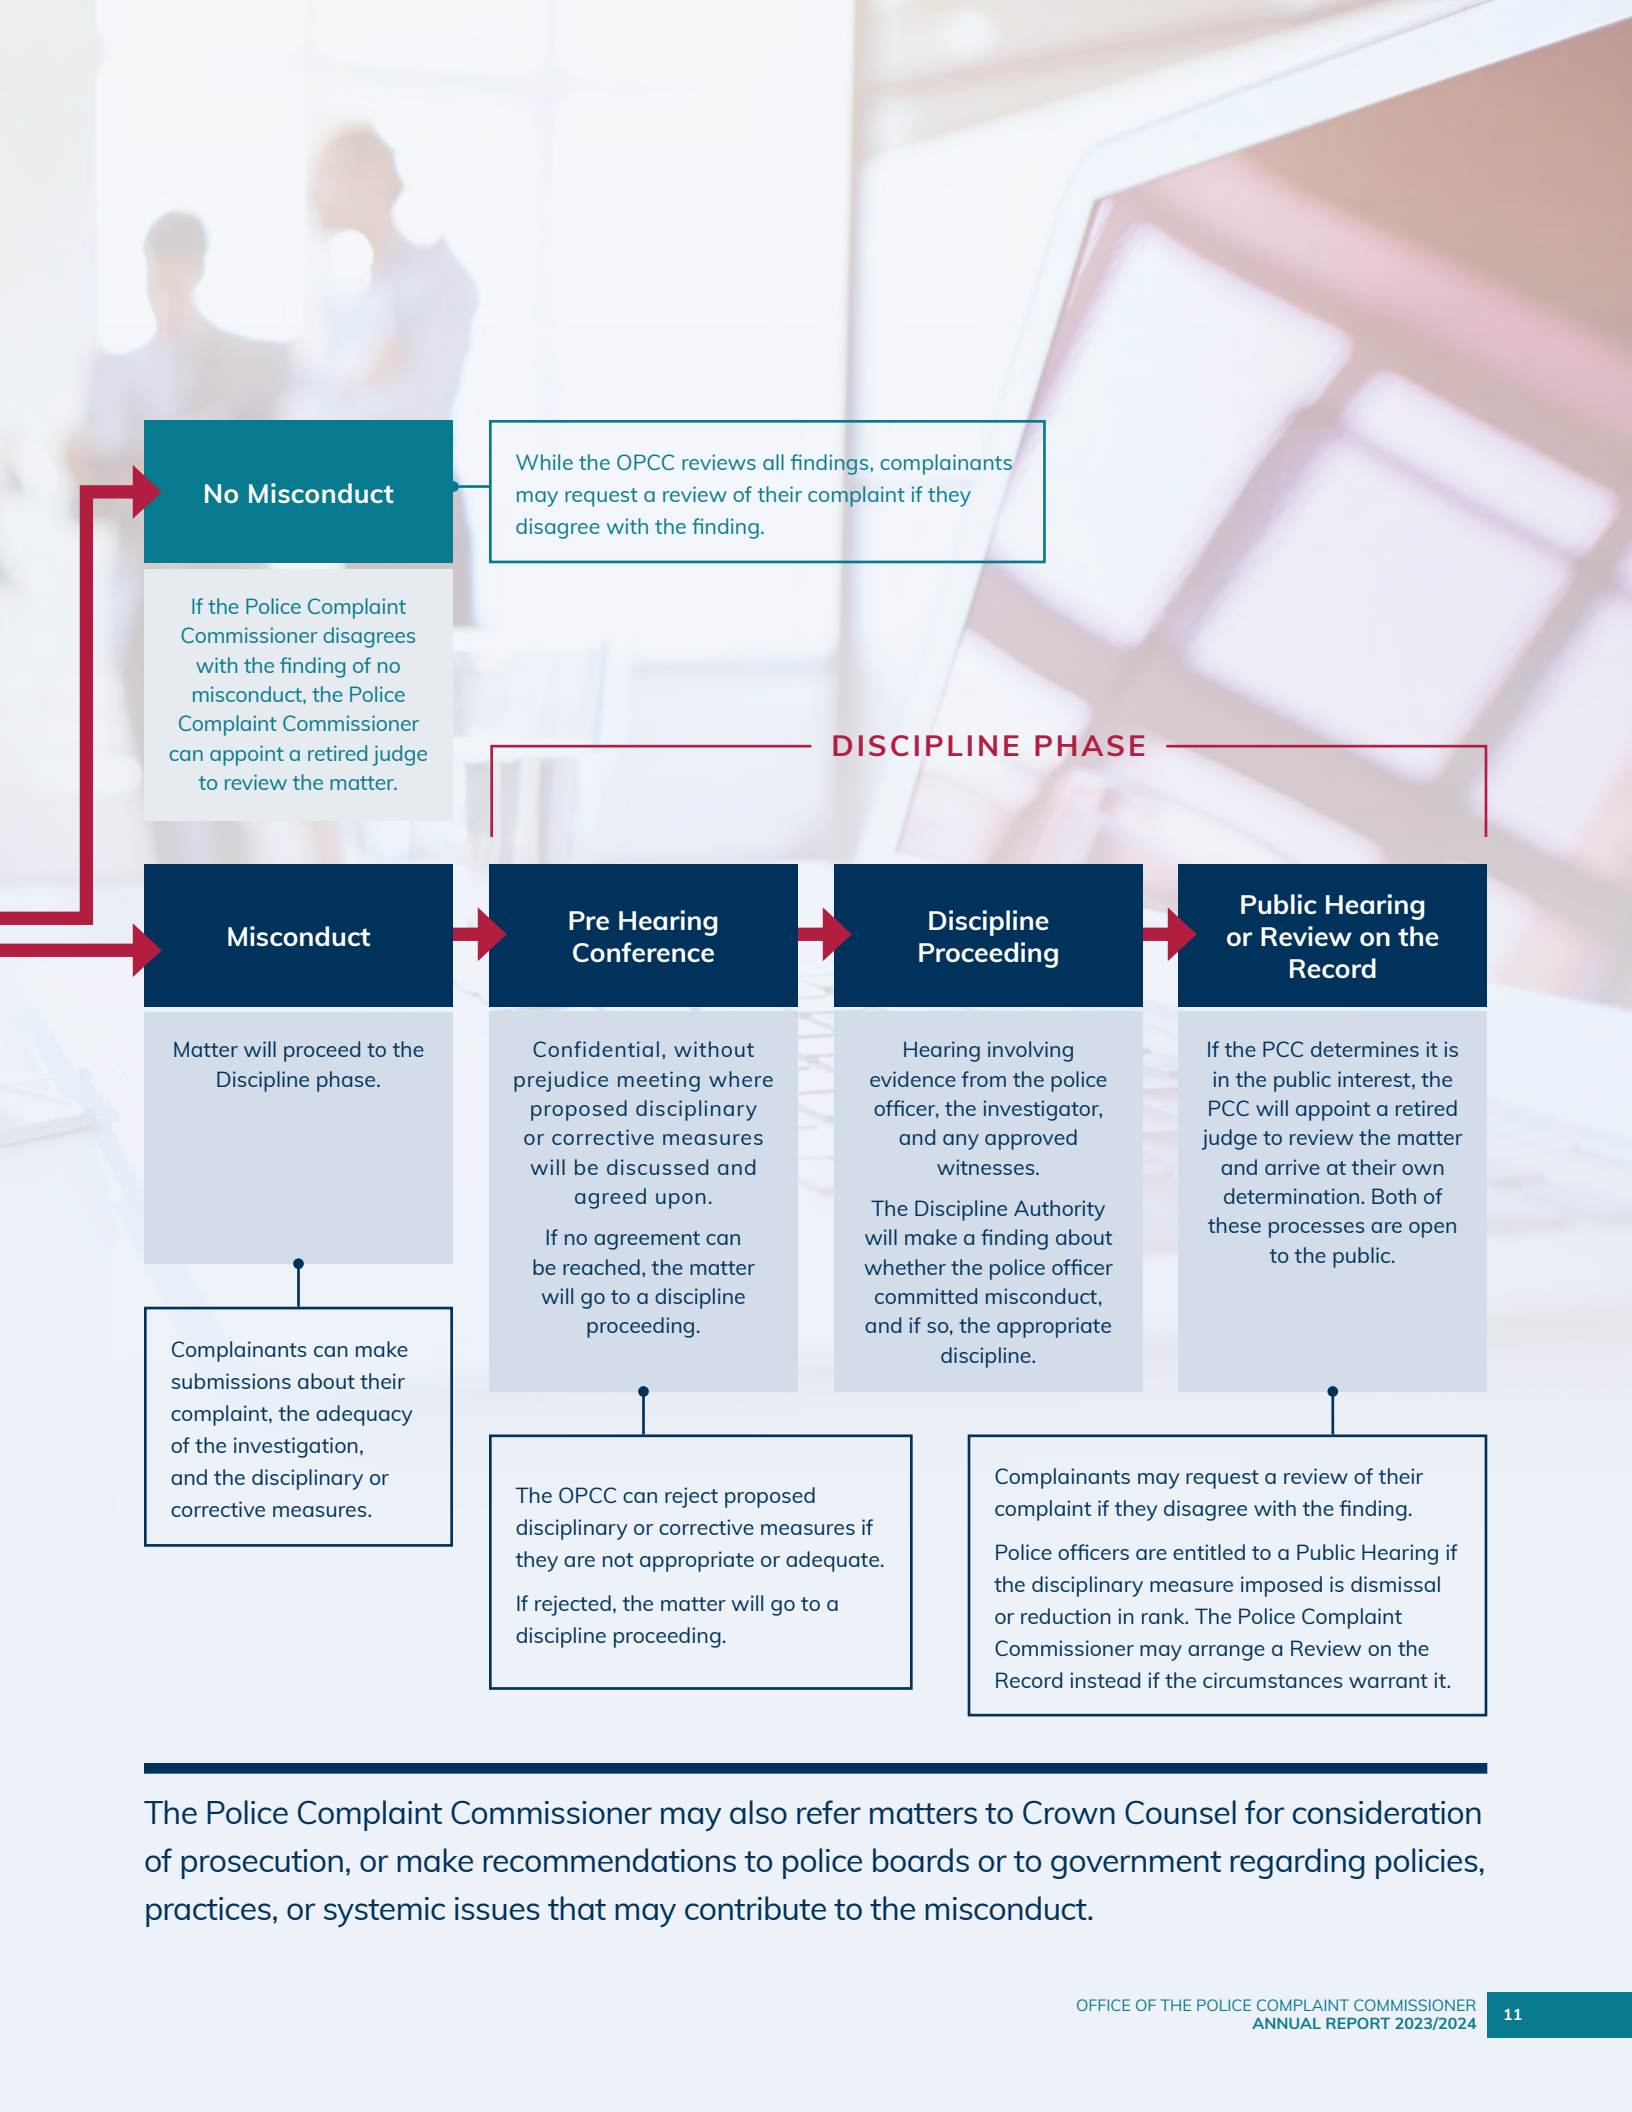 No Misconduct
While the OPCC reviews all findings, complainants
may request a review of their complaint if they
disagree with the finding.
If the Police Complaint
Commissioner disagrees
with the finding of no
misconduct, the Police
Complaint Commissioner
can appoint a retired judge
to review the matter.
DISCIPLINE PHASE
Misconduct
Matter will proceed to the
Discipline phase.
Complainants can make
submissions about their
complaint, the adequacy
of the investigation,
and the disciplinary or
corrective measures.
Pre Hearing
Conference
Confidential, without
prejudice meeting where
proposed disciplinary
or corrective measures
will be discussed and
agreed upon.
If no agreement can
be reached, the matter
will go to a discipline
proceeding.
The OPCC can reject proposed
disciplinary or corrective measures if
they are not appropriate or adequate.
If rejected, the matter will go to a
discipline proceeding.
Discipline
Proceeding
Hearing involving
evidence from the police
officer, the investigator,
and any approved
witnesses.
The Discipline Authority
will make a finding about
whether the police officer
committed misconduct,
and if so, the appropriate
discipline.
Public Hearing
or Review on the
Record
If the PCC determines it is
in the public interest, the
PCC will appoint a retired
judge to review the matter
and arrive at their own
determination. Both of
these processes are open
to the public.
Complainants may request a review of their
complaint if they disagree with the finding.
Police officers are entitled to a Public Hearing if
the disciplinary measure imposed is dismissal
or reduction in rank. The Police Complaint
Commissioner may arrange a Review on the
Record instead if the circumstances warrant it.
The Police Complaint Commissioner may also refer matters to Crown Counsel for consideration
of prosecution, or make recommendations to police boards or to government regarding policies,
practices, or systemic issues that may contribute to the misconduct.
OFFICE OF THE POLICE COMPLAINT COMMISSIONER
ANNUAL REPORT 2023/2024
11